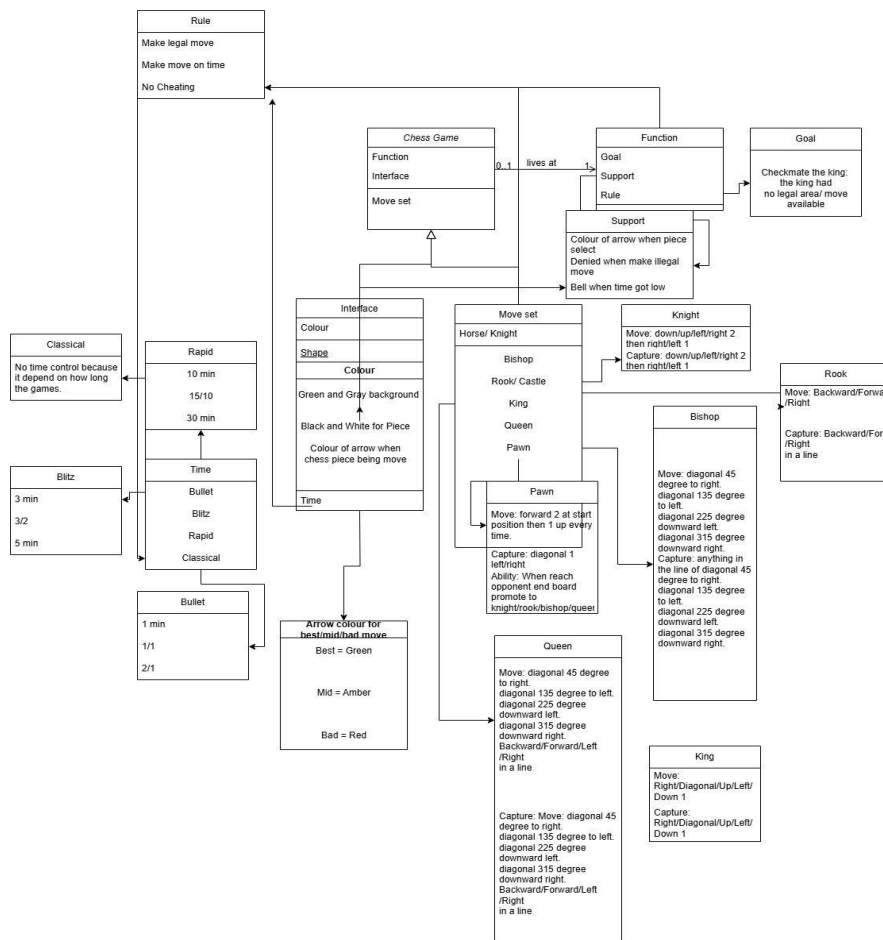 Rule
Make legal move
Make move on time
No Cheating
Chess Game
Function
Interface
Move set
0..1
lives at
1
Function
Goal
Support
Rule
Goal
Checkmate the king:
the king had
no legal area/ move
available
Support
Colour of arrow when piece
select
Denied when make illegal
move
Bell when time got low
Interface
Colour
Shape
Colour
Green and Gray background
Black and White for Piece
Colour of arrow when
chess piece being move
Time
Move set
Horse/ Knight
Bishop
Rook/ Castle
King
Queen
Pawn
Knight
Move: down/up/left/right 2
then right/left 1
Capture: down/up/left/right 2
then right/left 1
Classical
No time control because
it depend on how long
the games.
Rapid
10 min
15/10
30 min
Rook
Move: Backward/Forwa
/Right
Capture: Backward/For
/Right
in a line
Bishop
Move: diagonal 45
degree to right.
diagonal 135 degree
to left.
diagonal 225 degree
downward left.
diagonal 315 degree
downward right.
Capture: anything in
the line of diagonal 45
degree to right.
diagonal 135 degree
to left.
diagonal 225 degree
downward left.
diagonal 315 degree
downward right.
Blitz
3 min
3/2
5 min
Time
Bullet
Blitz
Rapid
Classical
Pawn
Move: forward 2 at start
position then 1 up every
time.
Capture: diagonal 1
left/right
Ability: When reach
opponent end board
promote to
knight/rook/bishop/queen
Bullet
1 min
1/1
2/1
Arrow colour for
best/mid/bad move
Best = Green
Mid = Amber
Bad = Red
Queen
Move: diagonal 45 degree
to right.
diagonal 135 degree to left.
diagonal 225 degree
downward left.
diagonal 315 degree
downward right.
Backward/Forward/Left
/Right
in a line
Capture: Move: diagonal 45
degree to right.
diagonal 135 degree to left.
diagonal 225 degree
downward left.
diagonal 315 degree
downward right.
Backward/Forward/Left
/Right
in a line
King
Move:
Right/Diagonal/Up/Left/
Down 1
Capture:
Right/Diagonal/Up/Left/
Down 1